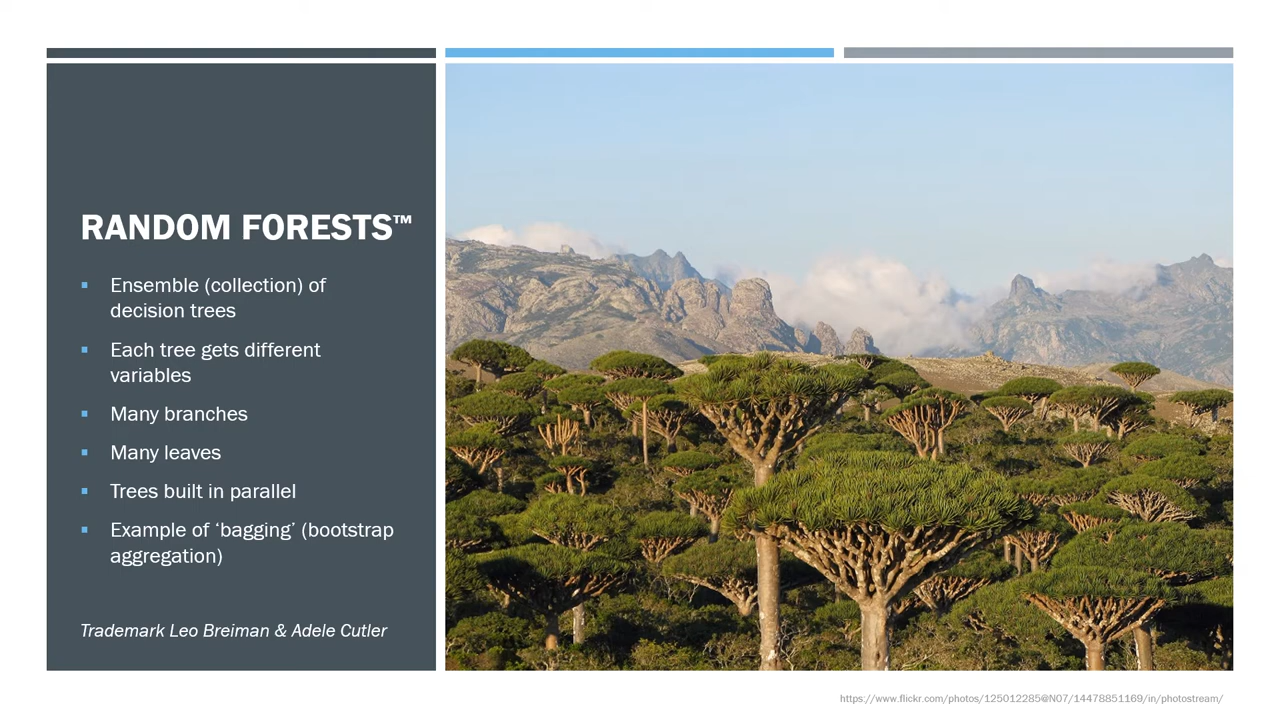 RANDOM FORESTS™
Ensemble (collection) of
decision trees
Each tree gets different
variables
Many branches
Many leaves
Trees built in parallel
Example of ‘bagging’ (bootstrap
aggregation)
Trademark Leo Breiman & Adele Cutler
https://www.flickr.com/photos/125012285@N07/14478851169/in/photostream/